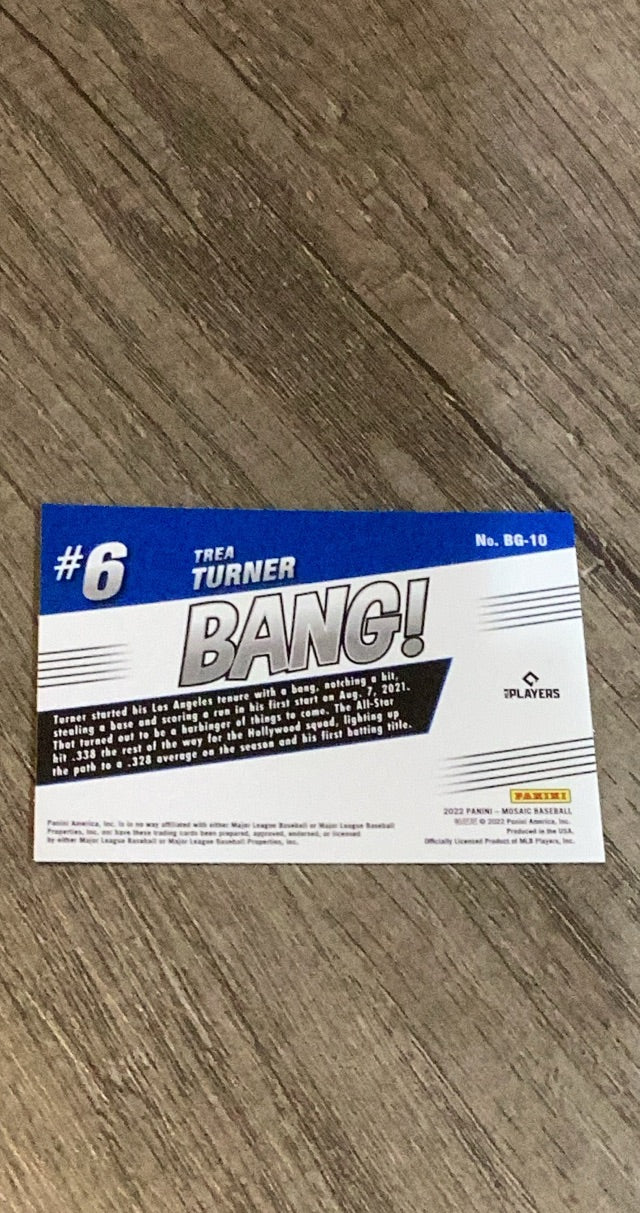 #6
TREA
TURNER
No. BG-10
BANG!
Turner started his Los Angeles tenure with a bang, notching a hit,
stealing a base and scoring a run in his first start on Aug. 7, 2021.
That turned out to be a harbinger of things to come. The All-Star
hit .338 the rest of the way for the Hollywood squad, lighting up
the path to a .328 average on the season and his first batting title.
PLAYERS
PANINI
Panini America, Inc. is in no way affiliated with either Major League Baseball or Major League Baseball
Properties, Inc. nor have these trading cards been prepared, approved, endorsed, or licensed
by either Major League Baseball or Major League Baseball Properties, Inc.
2022 PANINI – MOSAIC BASEBALL
© 2022 Panini America, Inc.
Produced in the USA.
Officially Licensed Product of MLB Players, Inc.